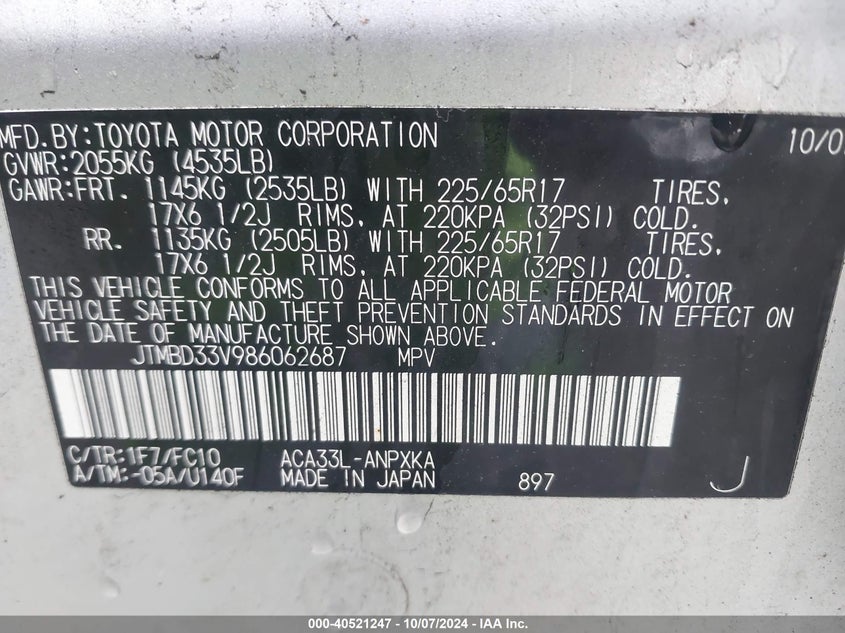 MFD.BY:TOYOTA MOTOR CORPORATION 10/0
GVWR:2055KG (4535LB)
GAWR:FRT. 1145KG (2535LB) WITH 225/65R17 TIRES,
17X6 1/2J RIMS, AT 220KPA (32PSI) COLD.
RR. 1135KG (2505LB) WITH 225/65R17 TIRES,
17X6 1/2J RIMS, AT 220KPA (32PSI) COLD.
THIS VEHICLE CONFORMS TO ALL APPLICABLE FEDERAL MOTOR
VEHICLE SAFETY AND THEFT PREVENTION STANDARDS IN EFFECT ON
THE DATE OF MANUFACTURE SHOWN ABOVE.
JTMBD33V986062687 MPV
C/TR:1F7/FC10 ACA33L-ANPXKA
A/TM:-05A/U140F MADE IN JAPAN 897 J
000-40521247 - 10/07/2024 - IAA Inc.